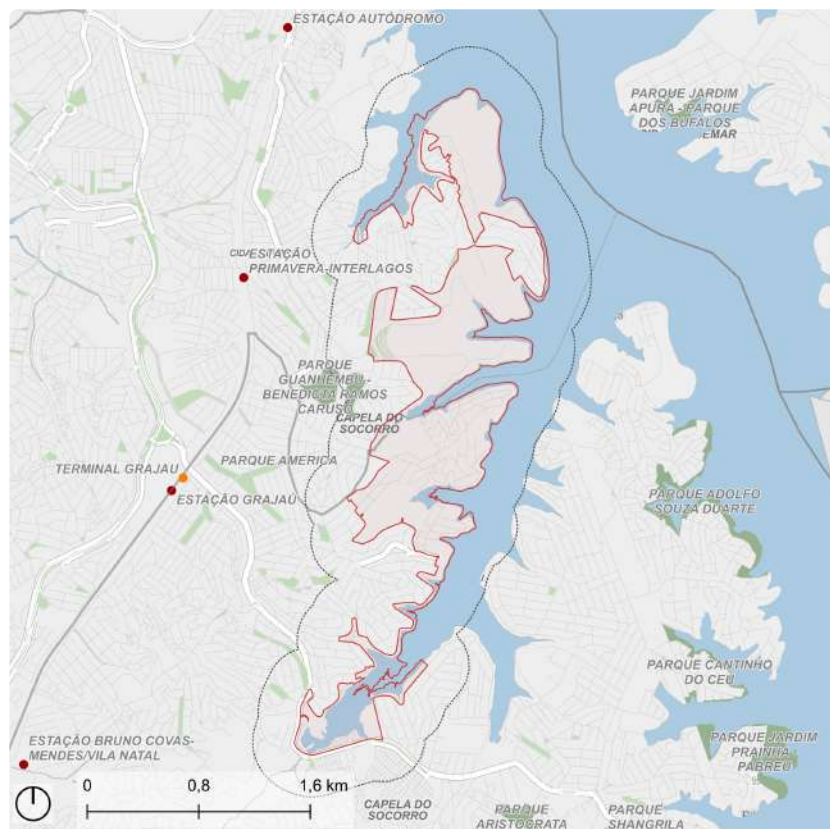 ESTAÇÃO AUTÓDROMO
PARQUE JARDIM
APURA - PARQUE
DOS BÚFALOS
EMAR
ESTAÇÃO
PRIMAVERA-INTERLAGOS
PARQUE
GUANHEMBU -
BENEDICTA RAMOS
CARUSO
CAPELA DO
SOCORRO
TERMINAL GRAJAÚ
PARQUE AMERICA
ESTAÇÃO GRAJAÚ
PARQUE ADOLFO
SOUZA DUARTE
PARQUE CANTINHO
DO CEU
ESTAÇÃO BRUNO COVAS-
MENDES/VILA NATAL
PARQUE JARDIM
PRAINHA -
PABREU
0 0,8 1,6 km
CAPELA DO
SOCORRO
PARQUE
ARISTOCRATA
PARQUE
SHANGRILA